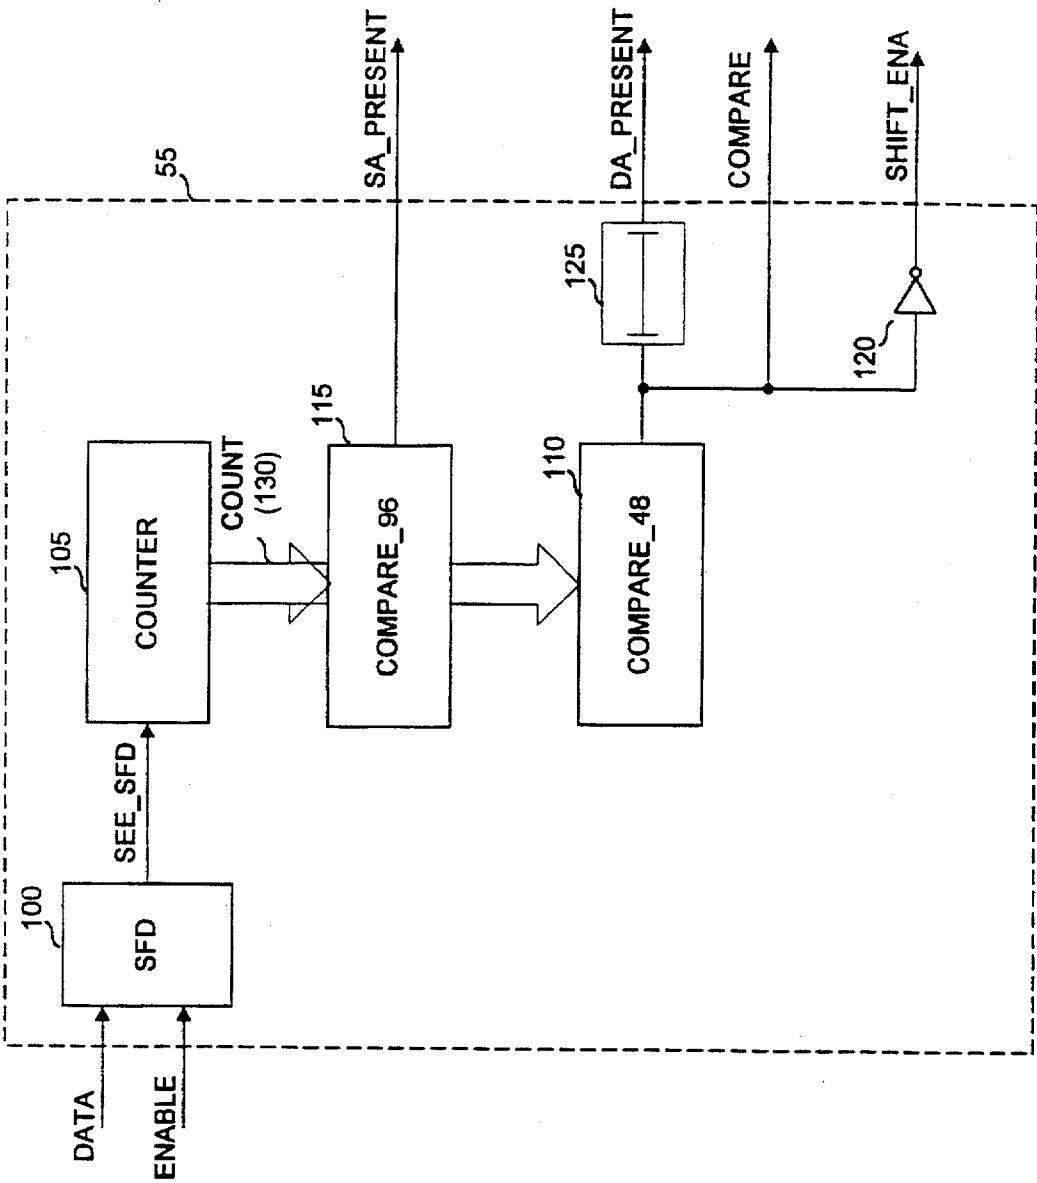 DATA
ENABLE
100
SFD
SEE_SFD
105
COUNTER
COUNT
(130)
115
COMPARE_96
110
COMPARE_48
125
120
55
SA_PRESENT
DA_PRESENT
COMPARE
SHIFT_ENA